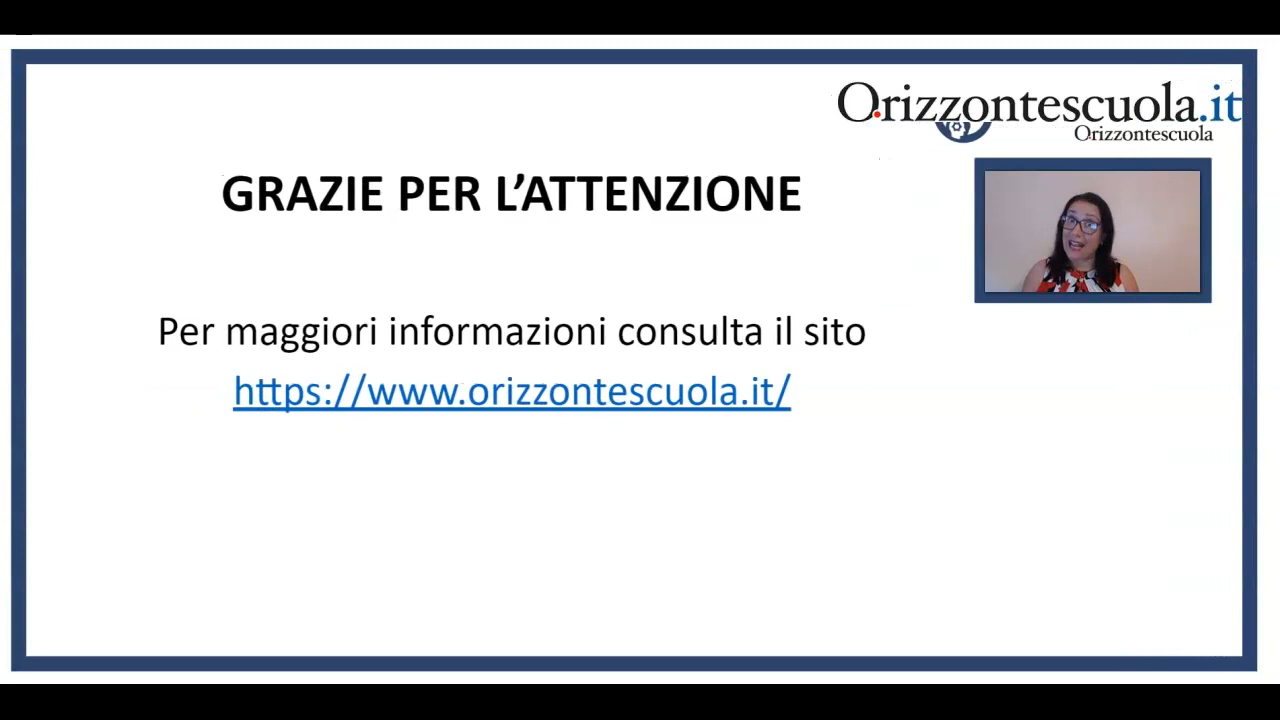 Orizzontescuola.it
Orizzontescuola
GRAZIE PER L’ATTENZIONE
Per maggiori informazioni consulta il sito
https://www.orizzontescuola.it/